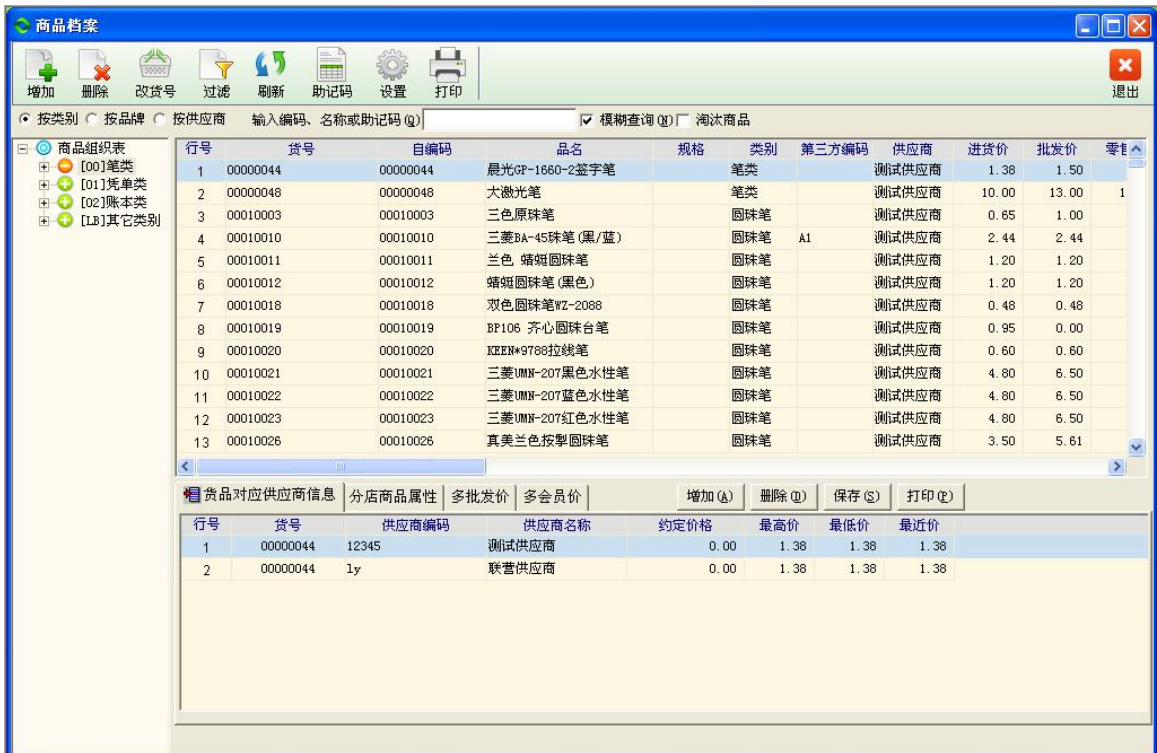 商品档案
增加 删除 改货号 过滤 刷新 助记码 设置 打印 退出
按类别 按品牌 按供应商 输入编码、名称或助记码(Q) 模糊查询(N) 淘汰商品
商品组织表
[00]笔类
[01]凭单类
[02]账本类
[LB]其它类别
行号 货号 自编码 品名 规格 类别 第三方编码 供应商 进货价 批发价
1 00000044 00000044 晨光GP-1660-2签字笔 笔类 测试供应商 1.38 1.50
2 00000048 00000048 大激光笔 笔类 测试供应商 10.00 13.00 1
3 00010003 00010003 三色原珠笔 圆珠笔 测试供应商 0.65 1.00
4 00010010 00010010 三菱BA-45珠笔(黑/蓝) 圆珠笔 A1 测试供应商 2.44 2.44
5 00010011 00010011 兰色 蜻蜓圆珠笔 圆珠笔 测试供应商 1.20 1.20
6 00010012 00010012 蜻蜓圆珠笔(黑色) 圆珠笔 测试供应商 1.20 1.20
7 00010018 00010018 双色圆珠笔WZ-2088 圆珠笔 测试供应商 0.48 0.48
8 00010019 00010019 BP106 齐心圆珠台笔 圆珠笔 测试供应商 0.95 0.00
9 00010020 00010020 KEEN*9788拉线笔 圆珠笔 测试供应商 0.60 0.60
10 00010021 00010021 三菱UMN-207黑色水性笔 圆珠笔 测试供应商 4.80 6.50
11 00010022 00010022 三菱UMN-207蓝色水性笔 圆珠笔 测试供应商 4.80 6.50
12 00010023 00010023 三菱UMN-207红色水性笔 圆珠笔 测试供应商 4.80 6.50
13 00010026 00010026 真美兰色按掣圆珠笔 圆珠笔 测试供应商 3.50 5.61
货品对应供应商信息 分店商品属性 多批发价 多会员价 增加(A) 删除(D) 保存(S) 打印(P)
行号 货号 供应商编码 供应商名称 约定价格 最高价 最低价 最近价
1 00000044 12345 测试供应商 0.00 1.38 1.38 1.38
2 00000044 ly 联营供应商 0.00 1.38 1.38 1.38